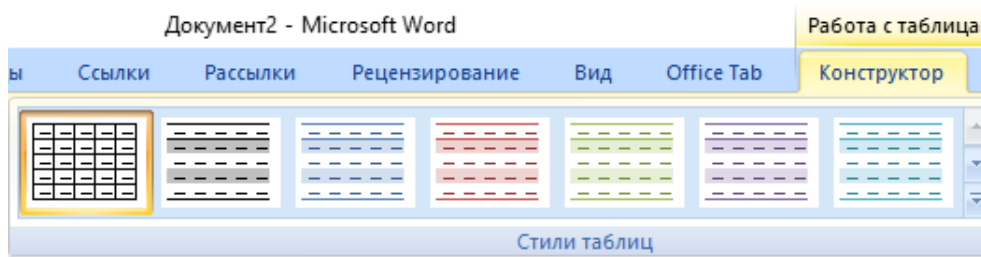 Документ2 - Microsoft Word
Работа с таблица
ы Ссылки Рассылки Рецензирование Вид Office Tab Конструктор
Стили таблиц